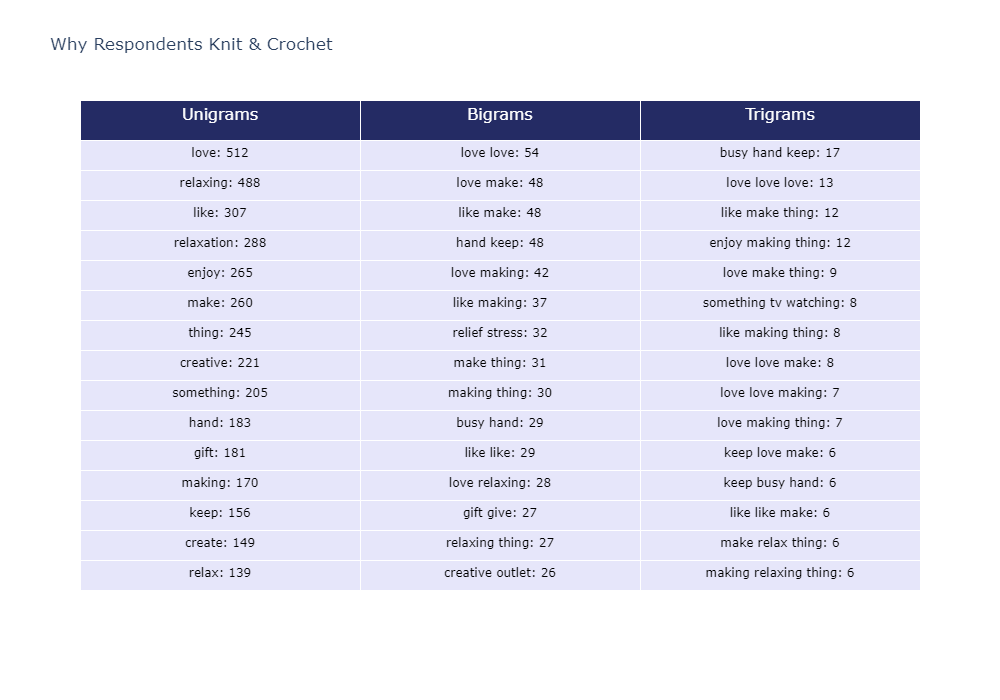 Why Respondents Knit & Crochet
Unigrams Bigrams Trigrams
love: 512 love love: 54 busy hand keep: 17
relaxing: 488 love make: 48 love love love: 13
like: 307 like make: 48 like make thing: 12
relaxation: 288 hand keep: 48 enjoy making thing: 12
enjoy: 265 love making: 42 love make thing: 9
make: 260 like making: 37 something tv watching: 8
thing: 245 relief stress: 32 like making thing: 8
creative: 221 make thing: 31 love love make: 8
something: 205 making thing: 30 love love making: 7
hand: 183 busy hand: 29 love making thing: 7
gift: 181 like like: 29 keep love make: 6
making: 170 love relaxing: 28 keep busy hand: 6
keep: 156 gift give: 27 like like make: 6
create: 149 relaxing thing: 27 make relax thing: 6
relax: 139 creative outlet: 26 making relaxing thing: 6